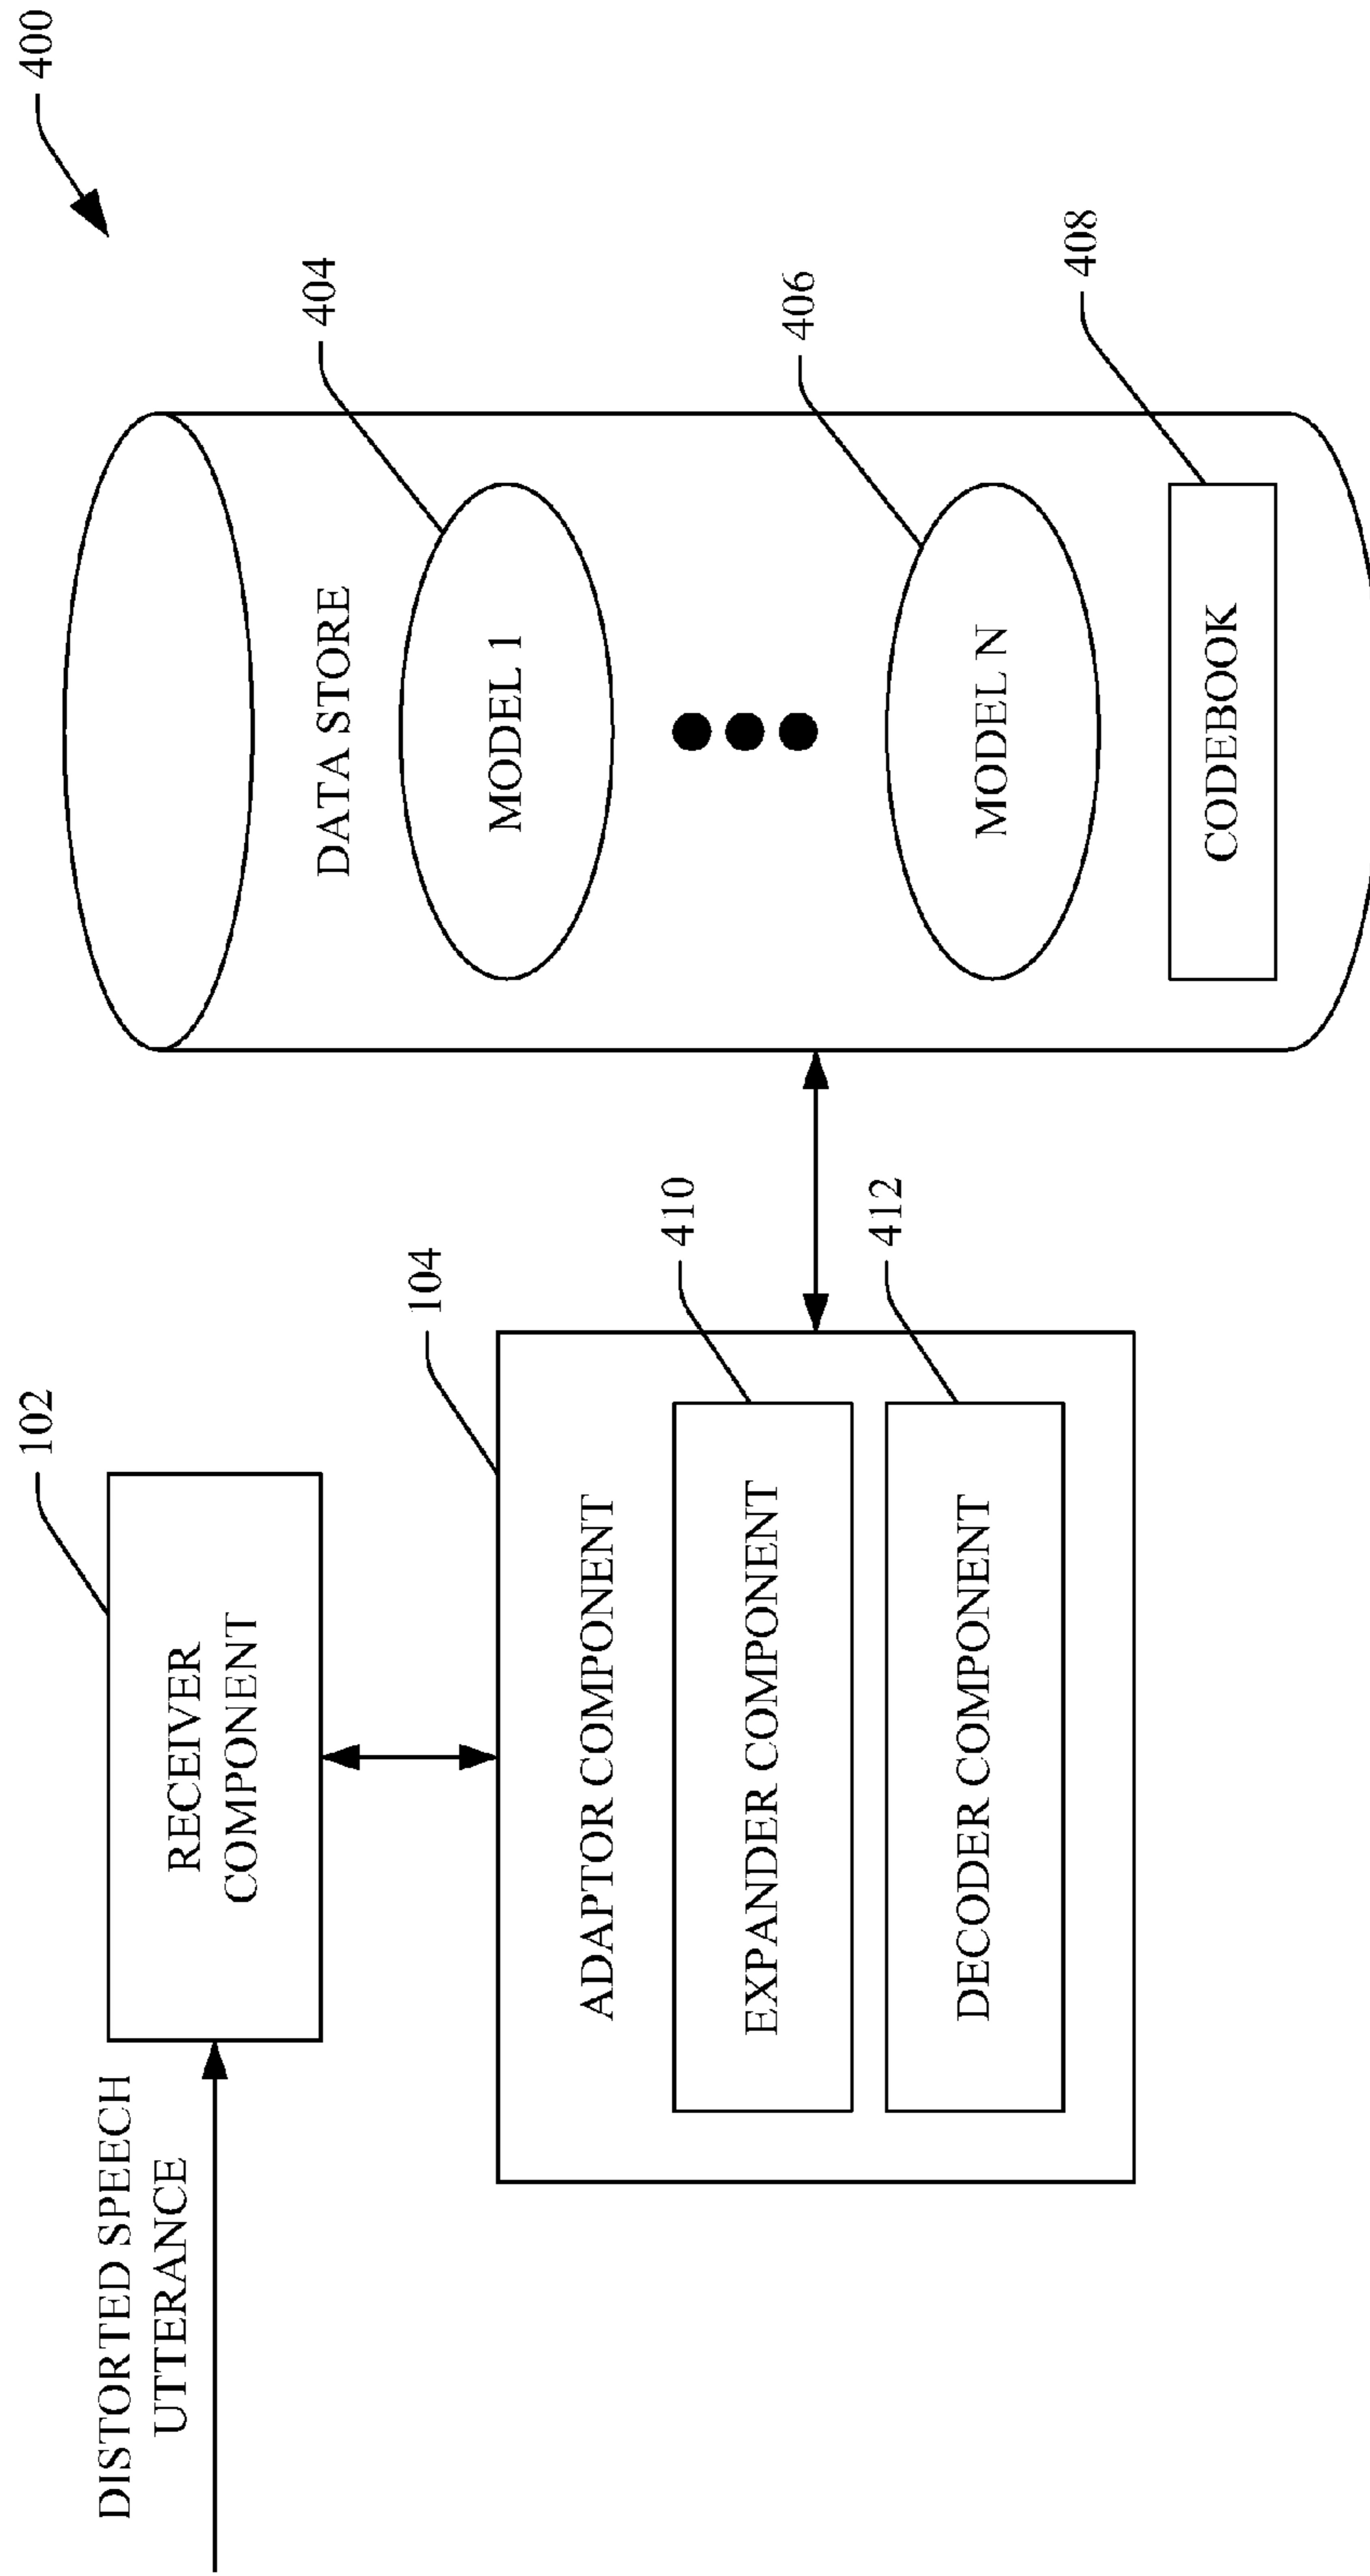 400
DISTORTED SPEECH
UTTERANCE
102
RECEIVER
COMPONENT
104
ADAPTOR COMPONENT
410
EXPANDER COMPONENT
412
DECODER COMPONENT
DATA STORE
404
MODEL 1
406
MODEL N
408
CODEBOOK